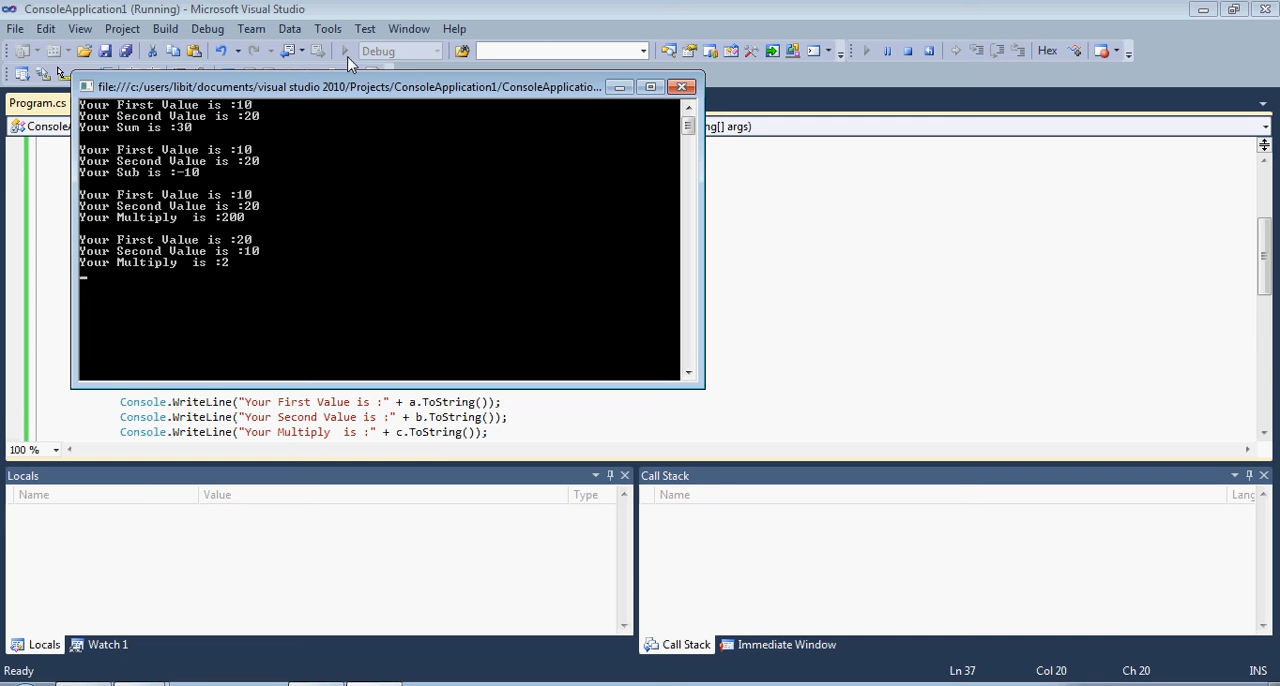 ConsoleApplication1 (Running) - Microsoft Visual Studio
File Edit View Project Build Debug Team Data Tools Test Window Help
Debug
Hex
file:///c:/users/libit/documents/visual studio 2010/Projects/ConsoleApplication1/ConsoleApplicatio...
Program.cs
ConsoleA
ng[] args)
Your First Value is :10
Your Second Value is :20
Your Sum is :30
Your First Value is :10
Your Second Value is :20
Your Sub is :-10
Your First Value is :10
Your Second Value is :20
Your Multiply  is :200
Your First Value is :20
Your Second Value is :10
Your Multiply  is :2
Console.WriteLine("Your First Value is :" + a.ToString());
Console.WriteLine("Your Second Value is :" + b.ToString());
Console.WriteLine("Your Multiply  is :" + c.ToString());
100 %
Locals
Name Value Type
Call Stack
Name Lang
Locals Watch 1
Call Stack Immediate Window
Ready Ln 37 Col 20 Ch 20 INS